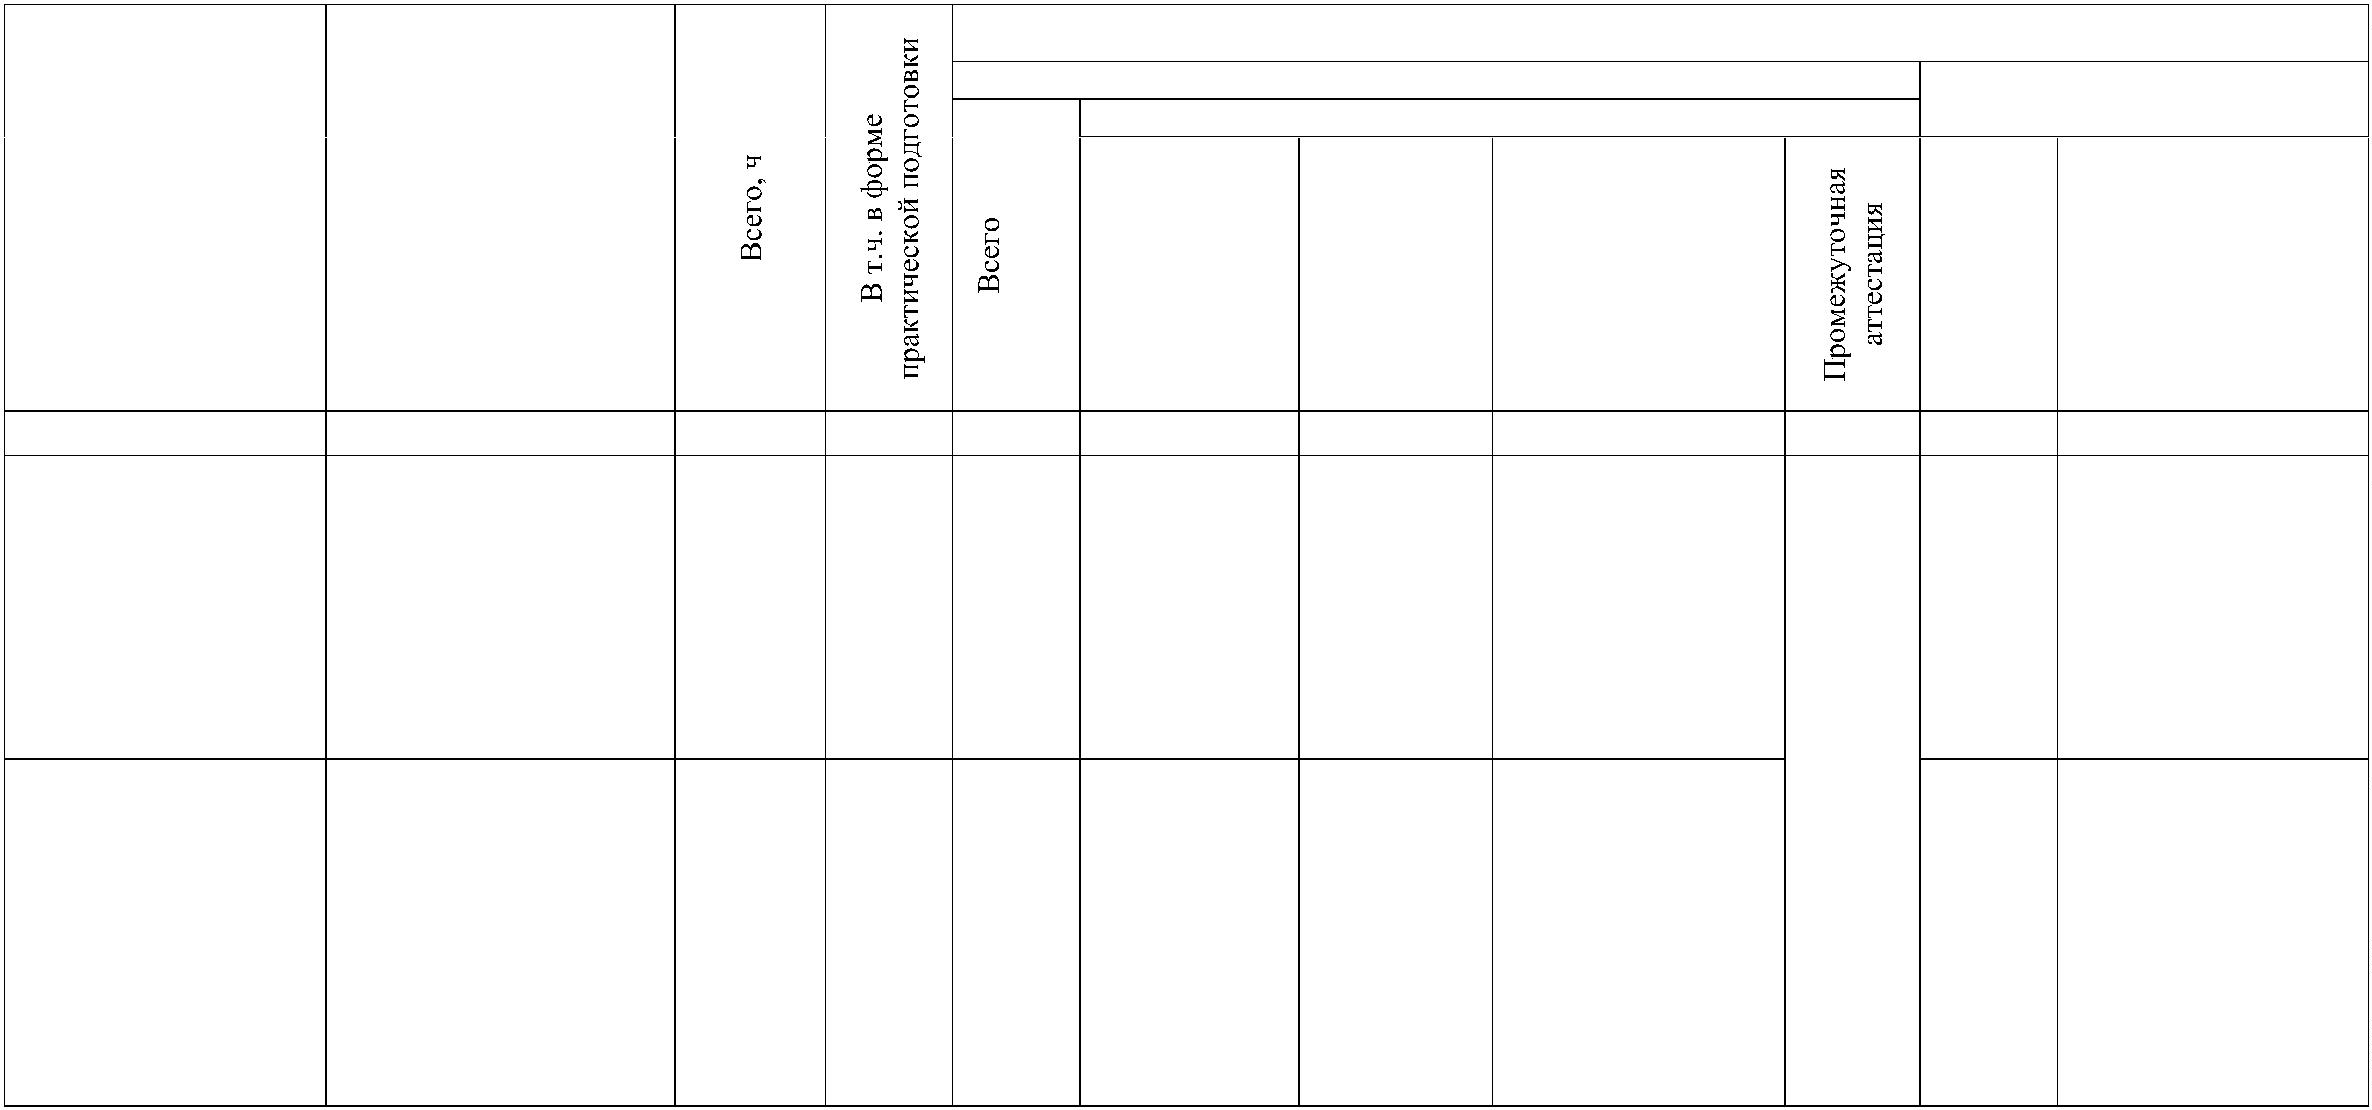 Всего, ч
В т.ч. в форме
практической подготовки
Всего
Промежуточная
аттестация